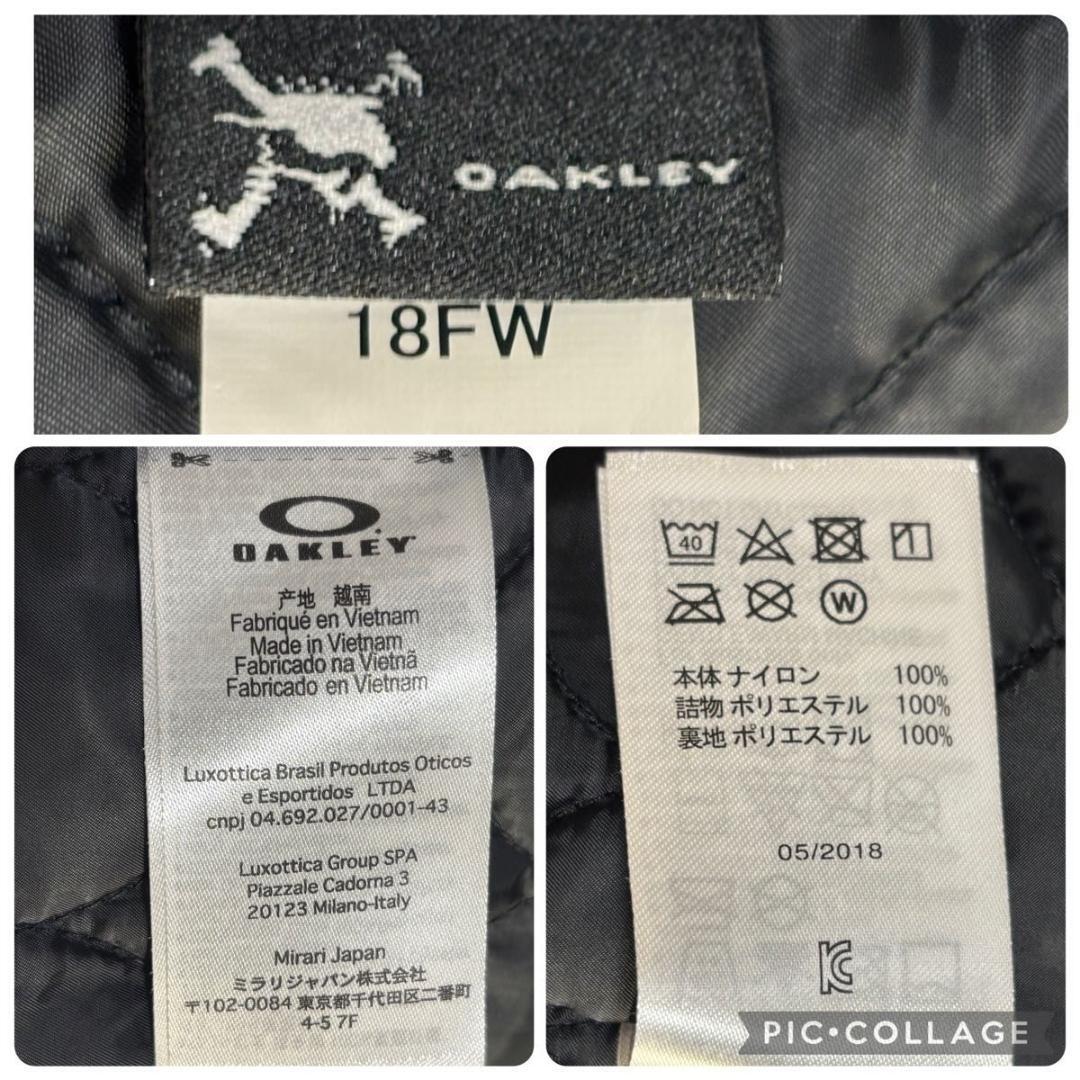 OAKLEY
18FW
OAKLEY
产地 越南
Fabriqué en Vietnam
Made in Vietnam
Fabricado na Vietnã
Fabricado en Vietnam
Luxottica Brasil Produtos Oticos
e Esportidos LTDA
cnpj 04.692.027/0001-43
Luxottica Group SPA
Piazzale Cadorna 3
20123 Milano-Italy
Mirari Japan
ミラリジャパン株式会社
〒102-0084 東京都千代田区二番町
4-5 7F
40
W
本体 ナイロン 100%
詰物 ポリエステル 100%
裏地 ポリエステル 100%
05/2018
PIC•COLLAGE